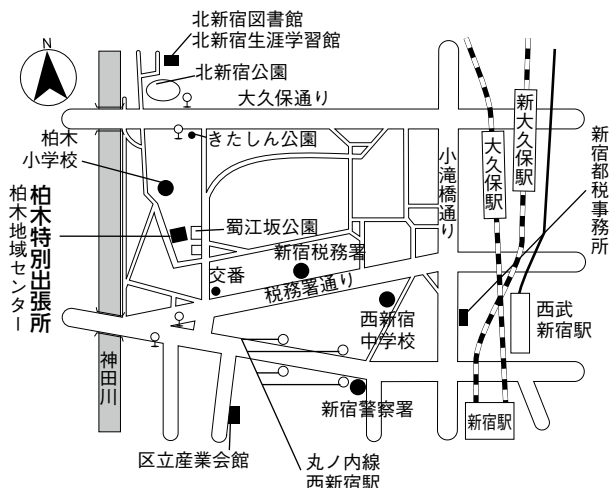 北新宿図書館
北新宿生涯学習館
N
北新宿公園
大久保通り
柏木
小学校
きたしん公園
小滝橋通り
大久保駅
新大久保駅
新宿都税事務所
柏木特別出張所
柏木地域センター
蜀江坂公園
新宿税務署
交番
税務署通り
西新宿
中学校
西武
新宿駅
神田川
新宿警察署
新宿駅
区立産業会館
丸ノ内線
西新宿駅